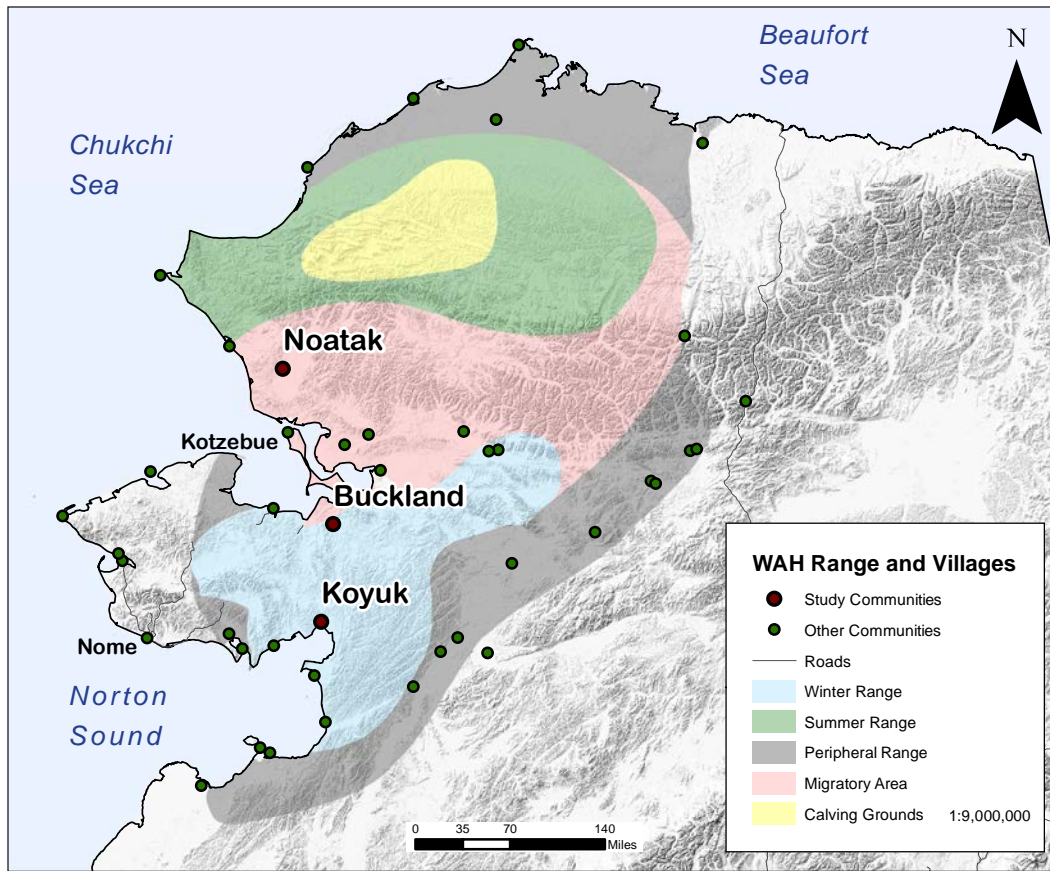 Beaufort
Sea
N
Chukchi
Sea
Noatak
Kotzebue
Buckland
Koyuk
Nome
Norton
Sound
WAH Range and Villages
Study Communities
Other Communities
Roads
Winter Range
Summer Range
Peripheral Range
Migratory Area
Calving Grounds 1:9,000,000
0 35 70 140
Miles